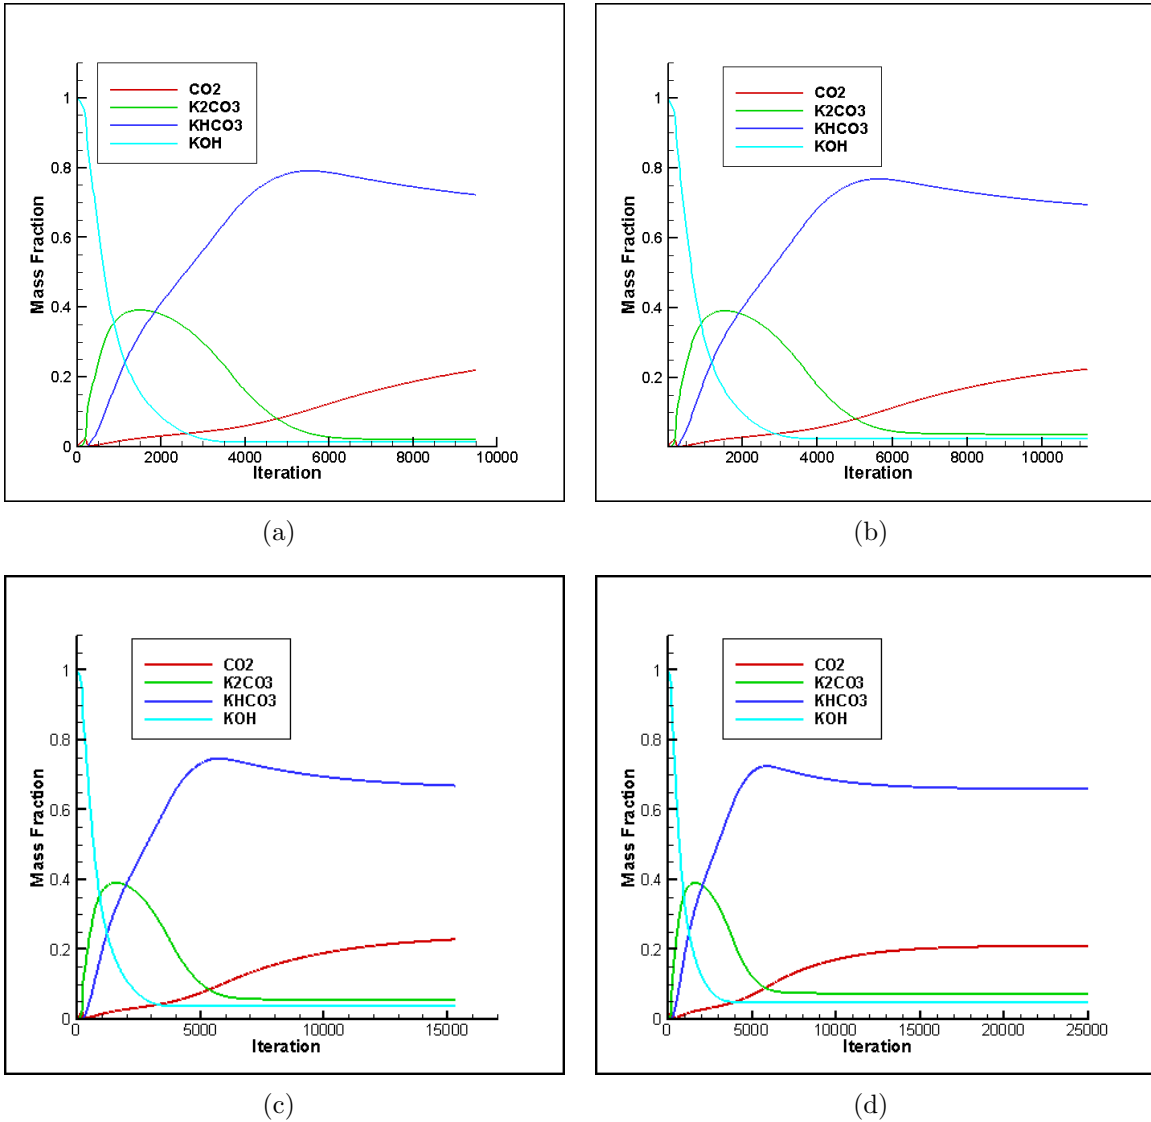 CO2
K2CO3
KHCO3
KOH
1
0.8
0.6
0.4
0.2
0
Mass Fraction
0 2000 4000 6000 8000 10000
Iteration
(a)
CO2
K2CO3
KHCO3
KOH
1
0.8
0.6
0.4
0.2
0
Mass Fraction
2000 4000 6000 8000 10000
Iteration
(b)
CO2
K2CO3
KHCO3
KOH
1
0.8
0.6
0.4
0.2
0
Mass Fraction
0 5000 10000 15000
Iteration
(c)
CO2
K2CO3
KHCO3
KOH
1
0.8
0.6
0.4
0.2
0
Mass Fraction
0 5000 10000 15000 20000 25000
Iteration
(d)